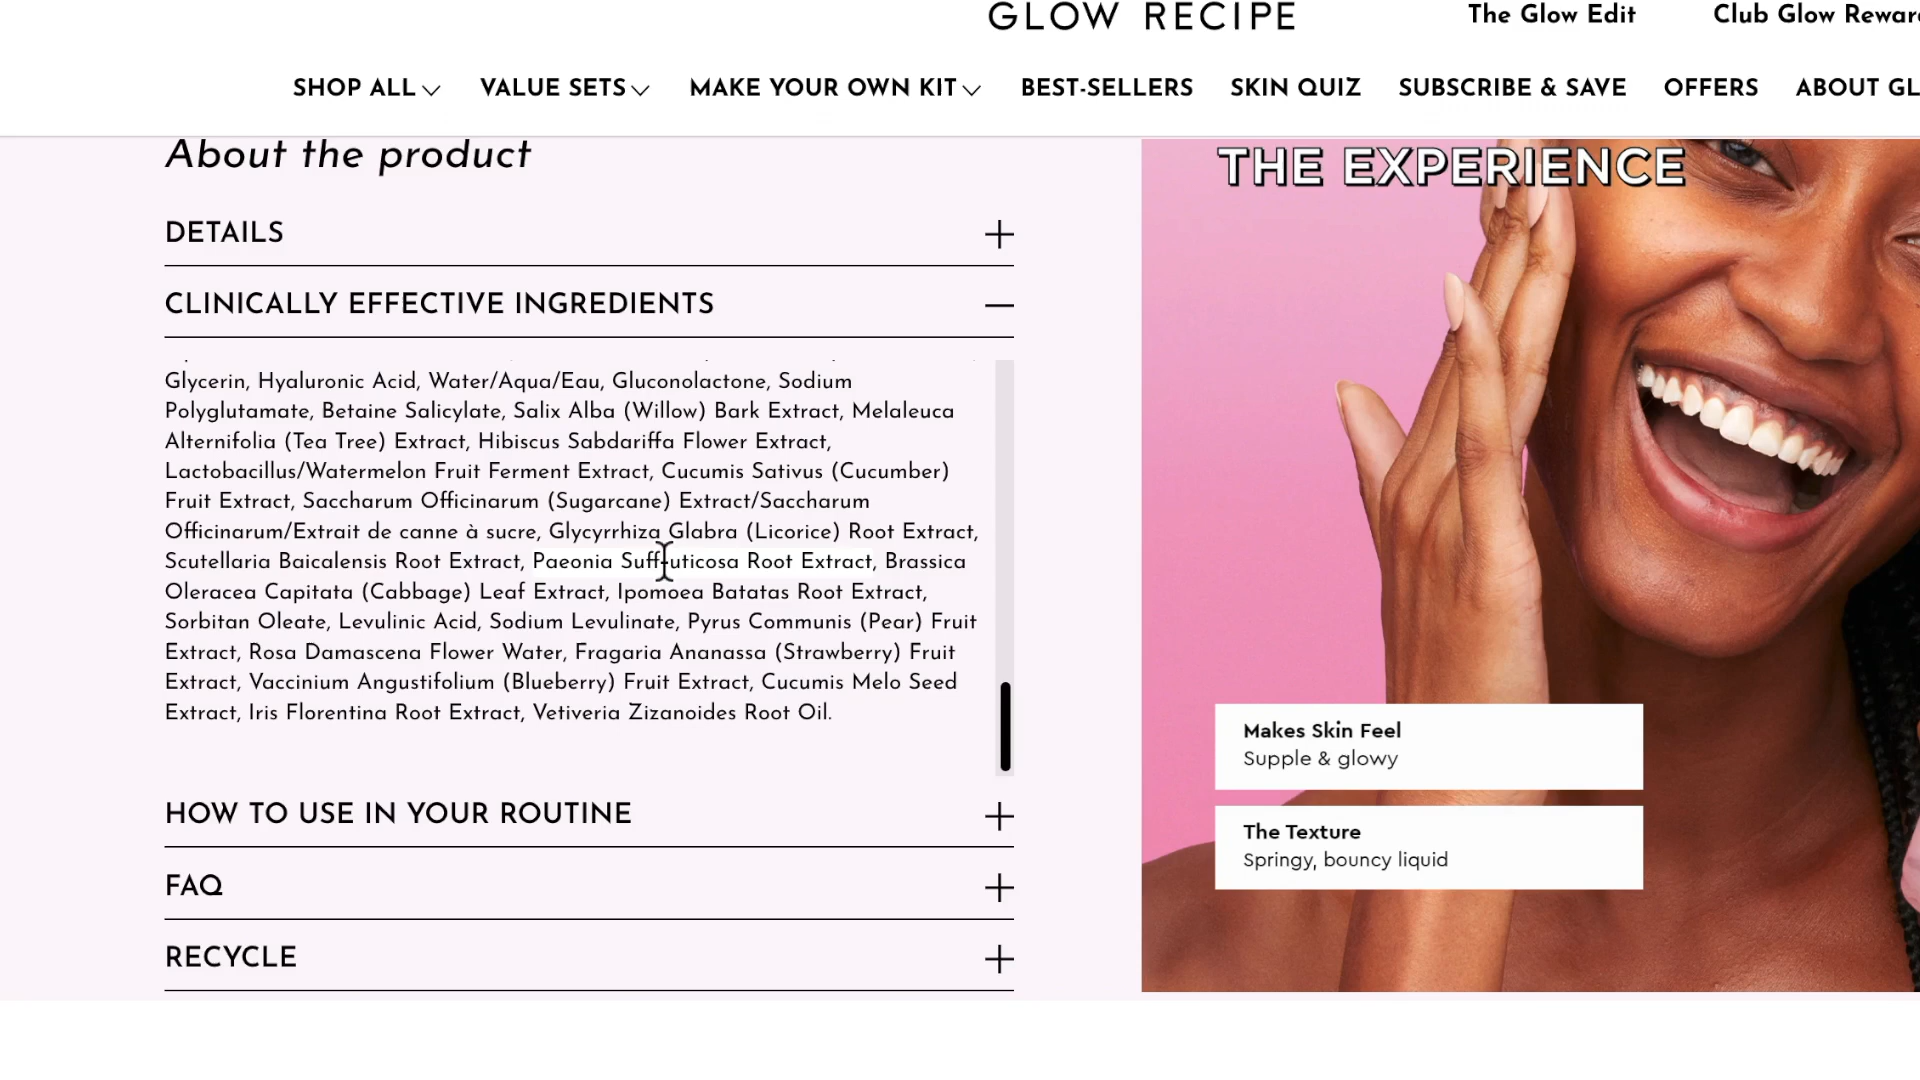 GLOW RECIPE
The Glow Edit
Club Glow
SHOP ALL
VALUE SETS
MAKE YOUR OWN KIT
BEST-SELLERS
SKIN QUIZ
SUBSCRIBE & SAVE
OFFERS
ABOUT
About the product
DETAILS
CLINICALLY EFFECTIVE INGREDIENTS
Glycerin, Hyaluronic Acid, Water/Aqua/Eau, Gluconolactone, Sodium
Polyglutamate, Betaine Salicylate, Salix Alba (Willow) Bark Extract, Melaleuca
Alternifolia (Tea Tree) Extract, Hibiscus Sabdariffa Flower Extract,
Lactobacillus/Watermelon Fruit Ferment Extract, Cucumis Sativus (Cucumber)
Fruit Extract, Saccharum Officinarum (Sugarcane) Extract/Saccharum
Officinarum/Extrait de canne à sucre, Glycyrrhiza Glabra (Licorice) Root Extract,
Scutellaria Baicalensis Root Extract, Paeonia Suffruticosa Root Extract, Brassica
Oleracea Capitata (Cabbage) Leaf Extract, Ipomoea Batatas Root Extract,
Sorbitan Oleate, Levulinic Acid, Sodium Levulinate, Pyrus Communis (Pear) Fruit
Extract, Rosa Damascena Flower Water, Fragaria Ananassa (Strawberry) Fruit
Extract, Vaccinium Angustifolium (Blueberry) Fruit Extract, Cucumis Melo Seed
Extract, Iris Florentina Root Extract, Vetiveria Zizanoides Root Oil.
HOW TO USE IN YOUR ROUTINE
FAQ
RECYCLE
THE EXPERIENCE
Makes Skin Feel
Supple & glowy
The Texture
Springy, bouncy liquid